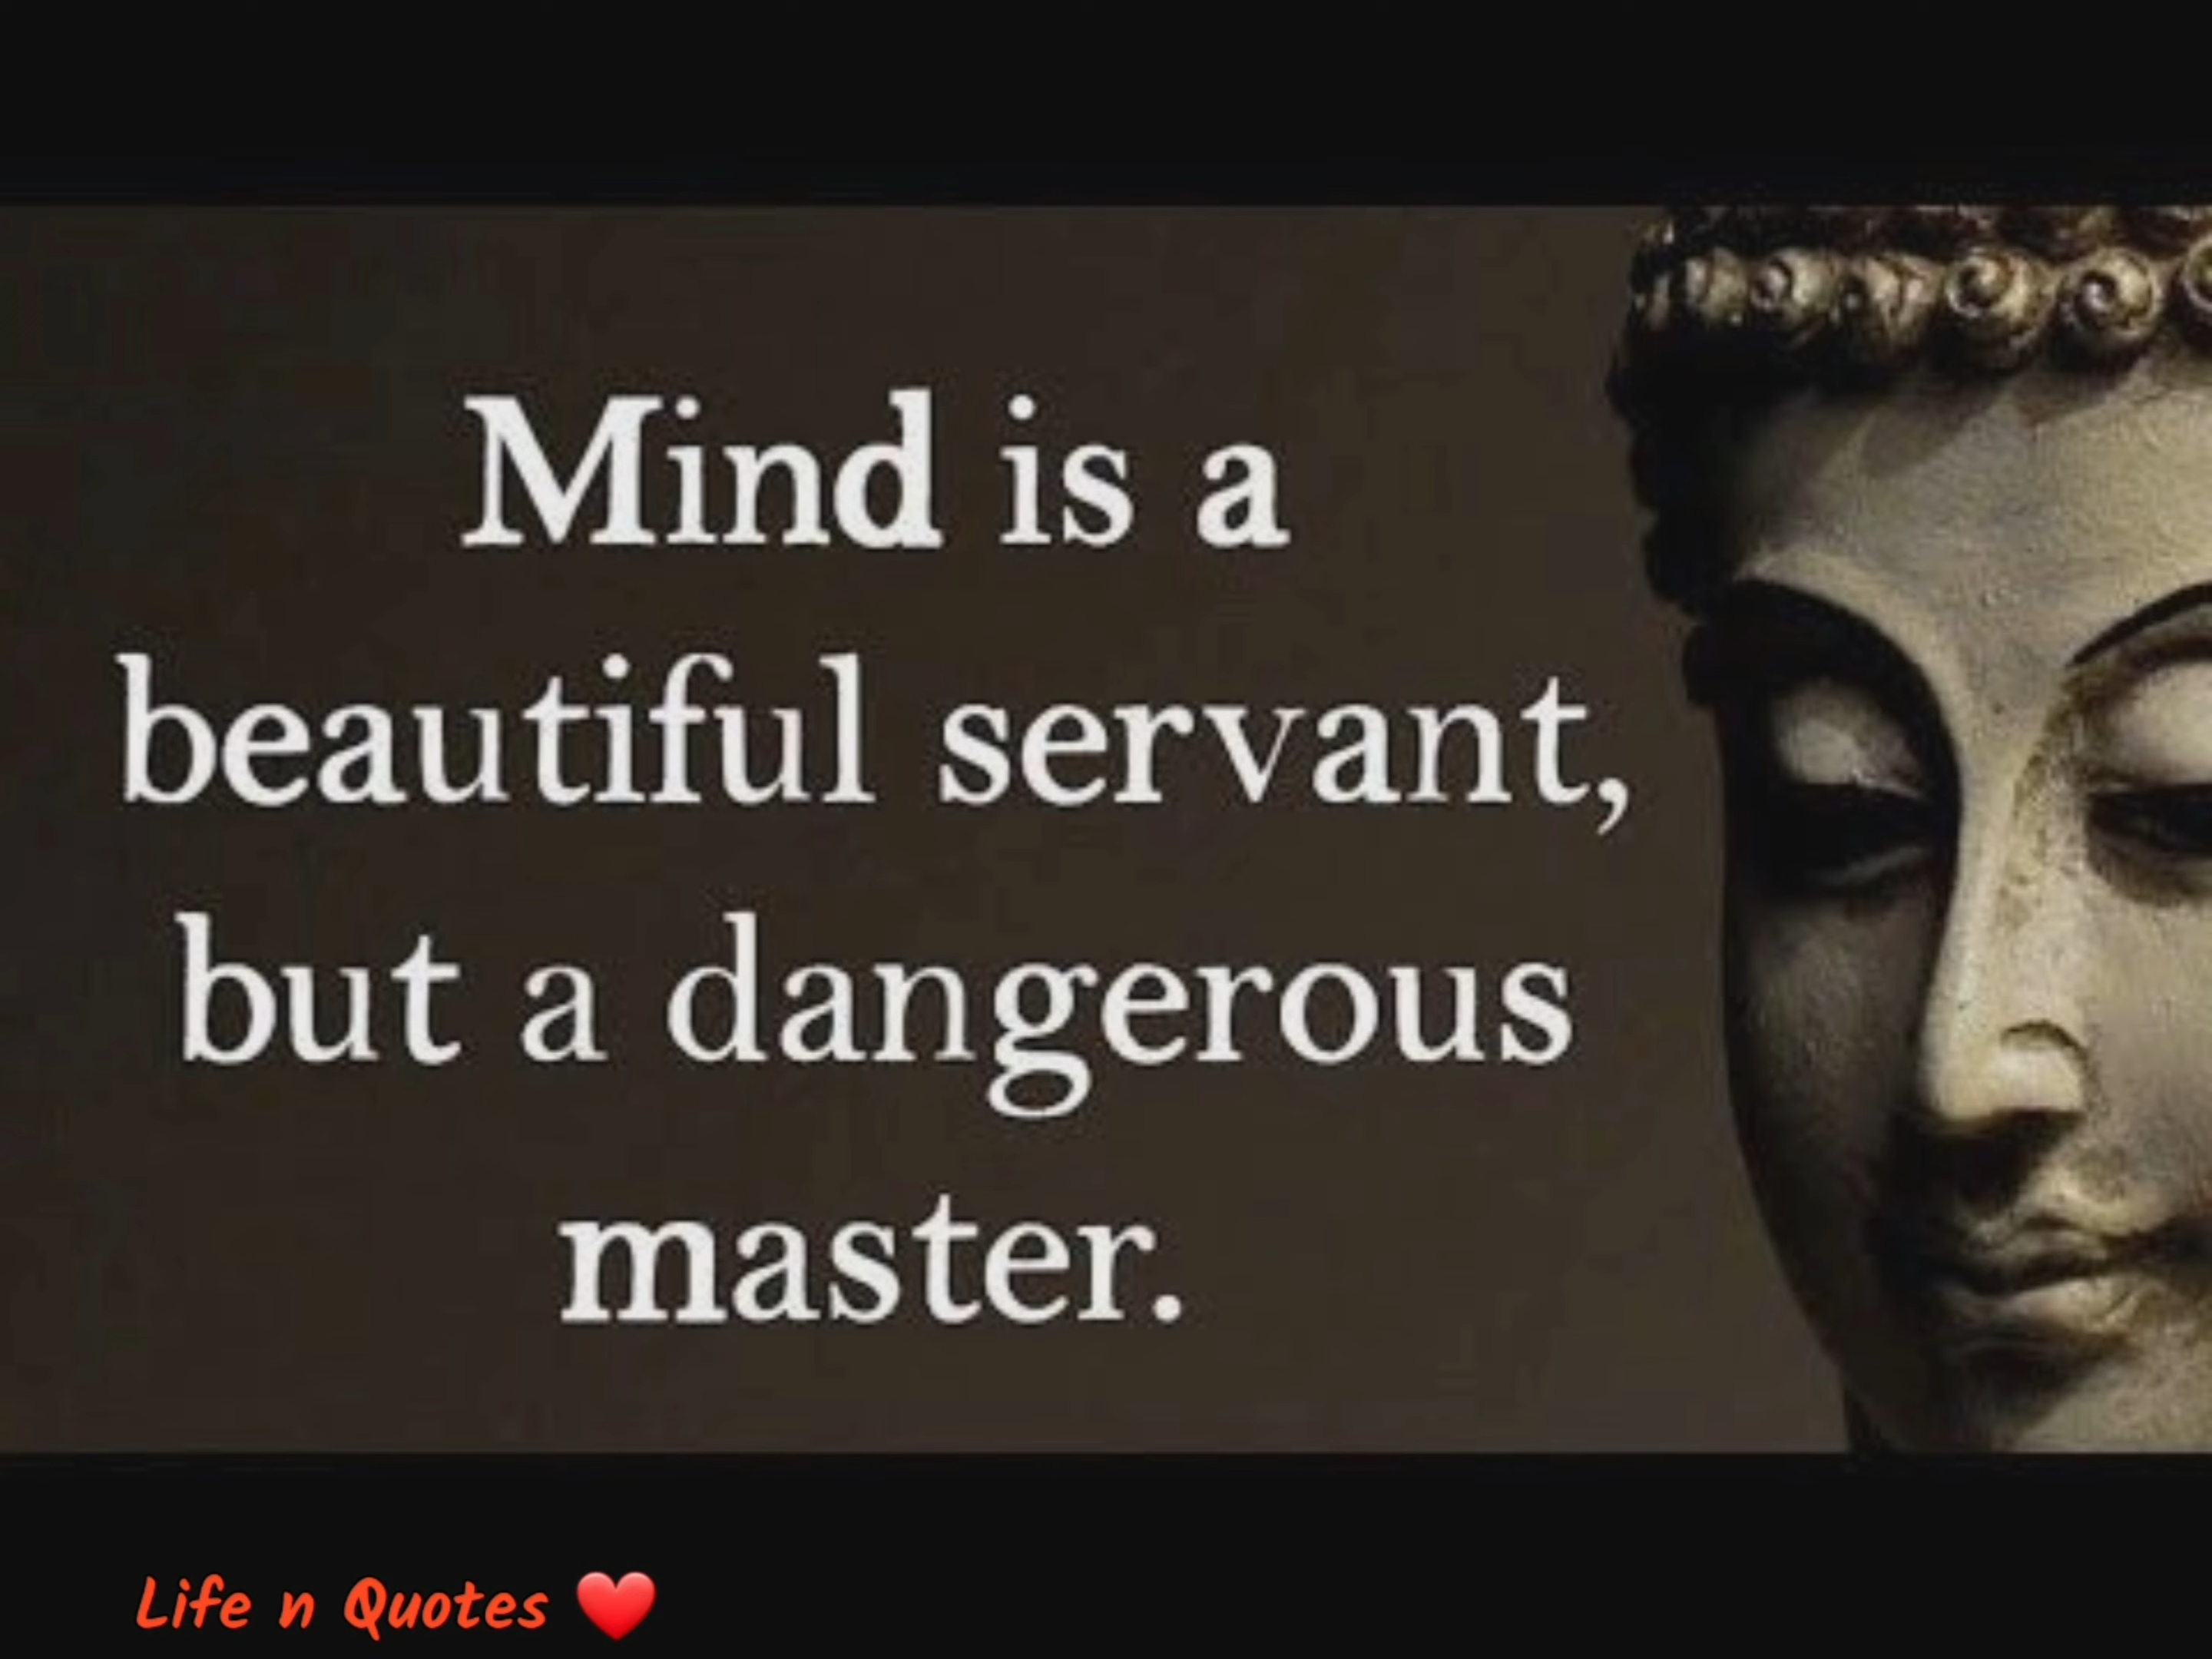 Mind is a
beautiful servant,
but a dangerous
master.
Life n Quotes ❤️